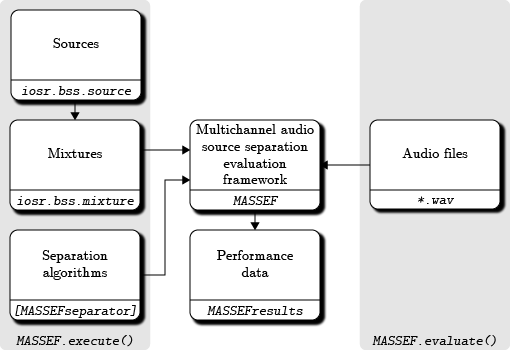 Sources
iosr.bss.source
Mixtures
iosr.bss.mixture
Separation
algorithms
[MASSEFseparator]
MASSEF.execute()
Multichannel audio
source separation
evaluation
framework
MASSEF
Performance
data
MASSEFresults
Audio files
*.wav
MASSEF.evaluate()